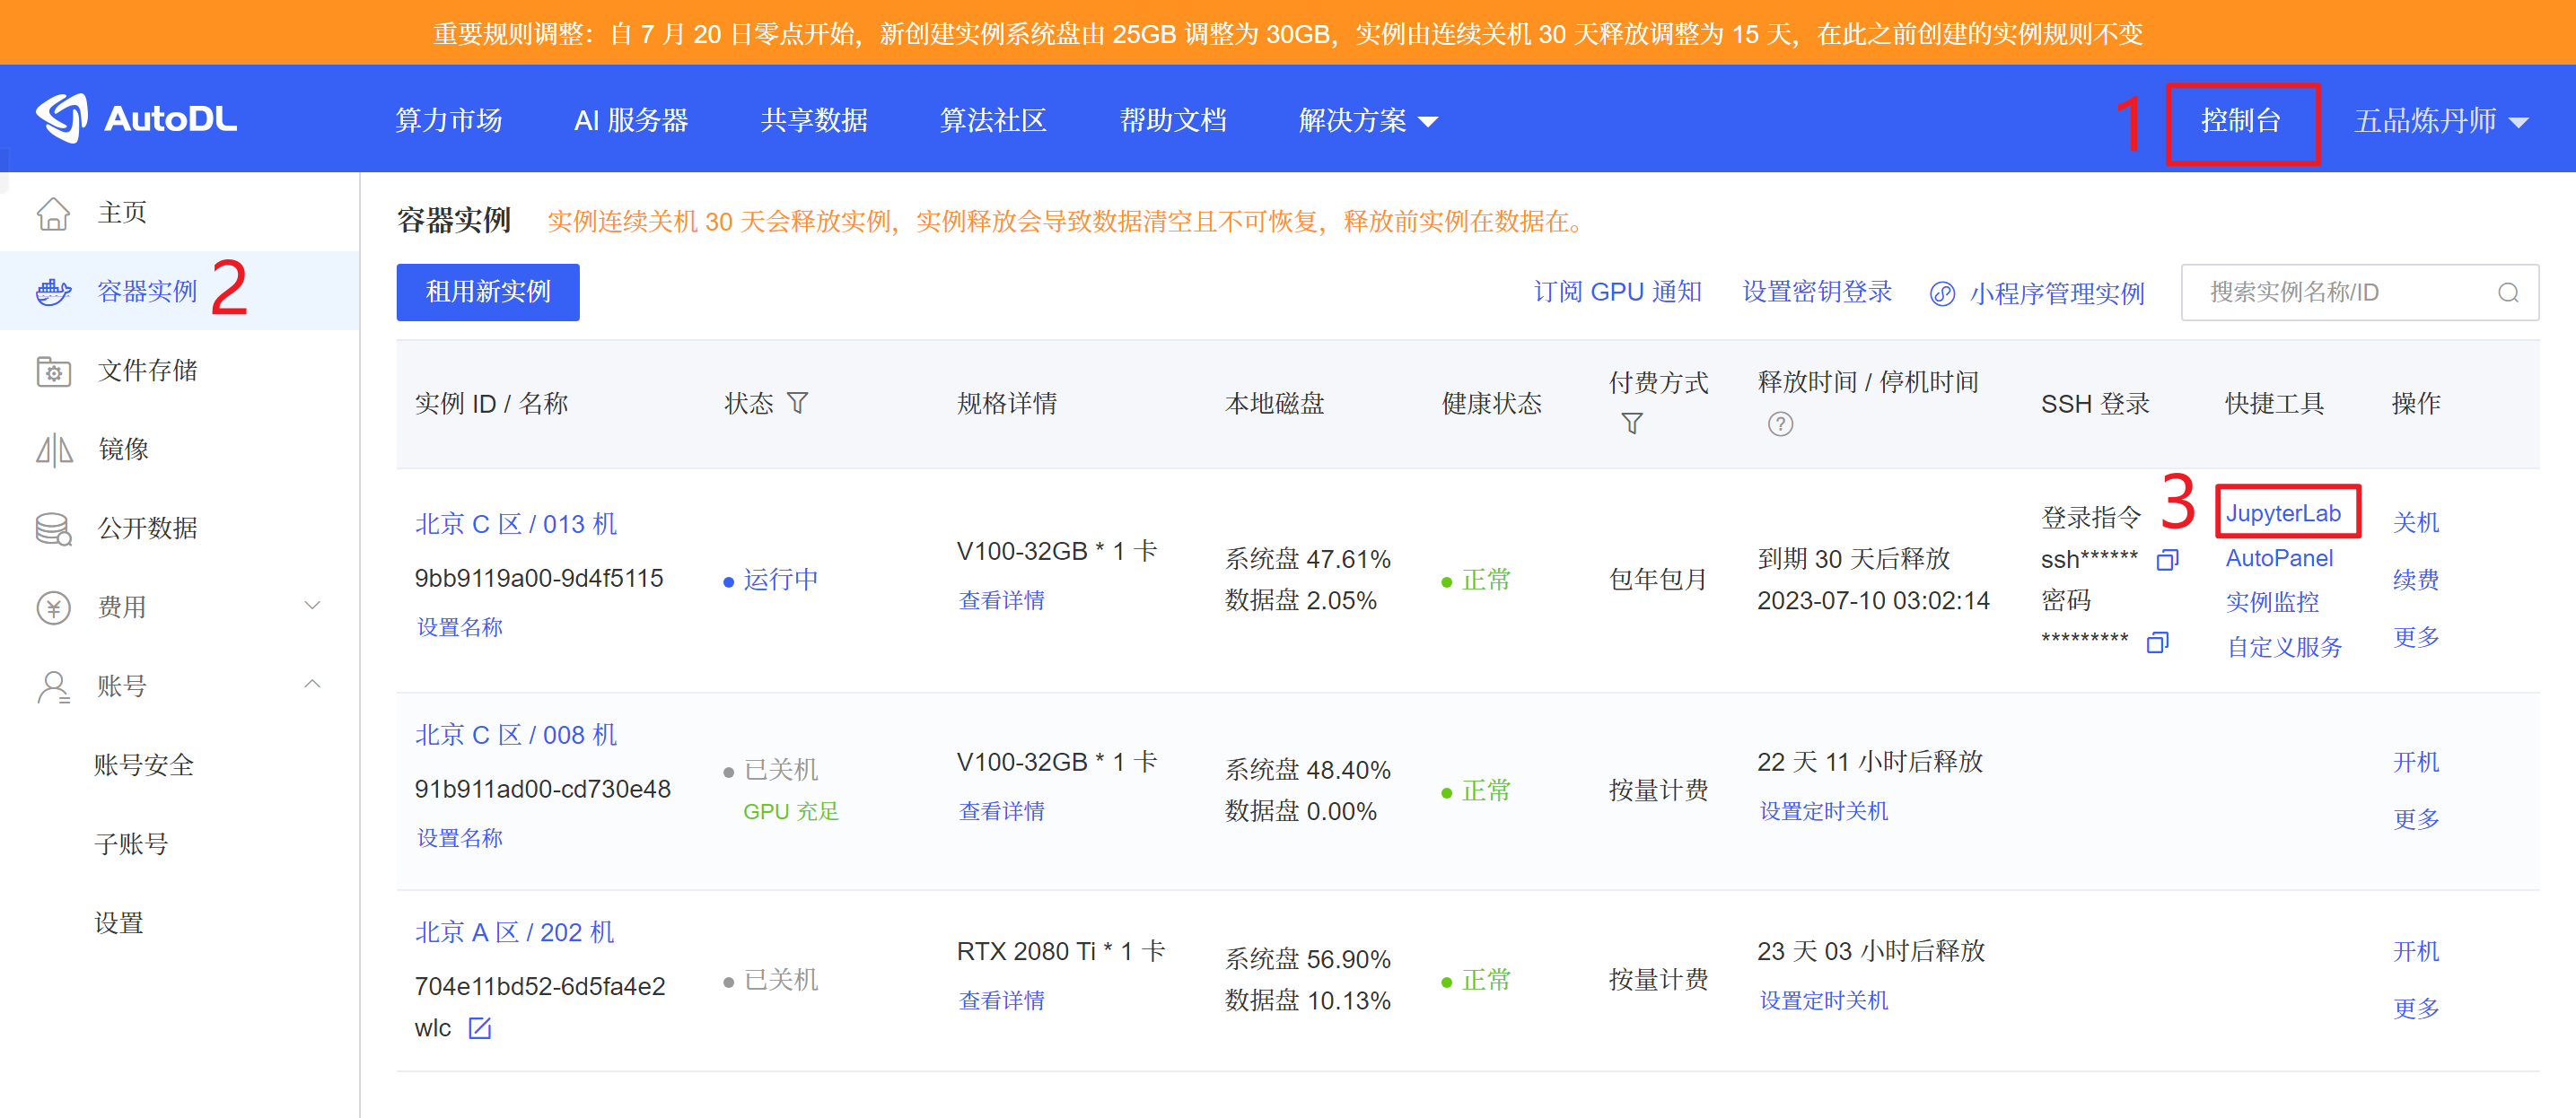 重要规则调整：自 7 月 20 日零点开始，新创建实例系统盘由 25GB 调整为 30GB，实例由连续关机 30 天释放调整为 15 天，在此之前创建的实例规则不变
AutoDL 算力市场 AI 服务器 共享数据 算法社区 帮助文档 解决方案 1 控制台 五品炼丹师
主页
容器实例 2
文件存储
镜像
公开数据
费用
账号
账号安全
子账号
设置
容器实例 实例连续关机 30 天会释放实例，实例释放会导致数据清空且不可恢复，释放前实例在数据在。
租用新实例 订阅 GPU 通知 设置密钥登录 小程序管理实例 搜索实例名称/ID
实例 ID / 名称 状态 规格详情 本地磁盘 健康状态 付费方式 释放时间 / 停机时间 ? SSH 登录 快捷工具 操作
北京 C 区 / 013 机
9bb9119a00-9d4f5115
设置名称
运行中
V100-32GB * 1 卡
查看详情
系统盘 47.61%
数据盘 2.05%
正常
包年包月
到期 30 天后释放
2023-07-10 03:02:14
登录指令
ssh******
密码
*********
3
JupyterLab
AutoPanel
实例监控
自定义服务
关机
续费
更多
北京 C 区 / 008 机
91b911ad00-cd730e48
设置名称
已关机
GPU 充足
V100-32GB * 1 卡
查看详情
系统盘 48.40%
数据盘 0.00%
正常
按量计费
22 天 11 小时后释放
设置定时关机
开机
更多
北京 A 区 / 202 机
704e11bd52-6d5fa4e2
wlc
已关机
RTX 2080 Ti * 1 卡
查看详情
系统盘 56.90%
数据盘 10.13%
正常
按量计费
23 天 03 小时后释放
设置定时关机
开机
更多